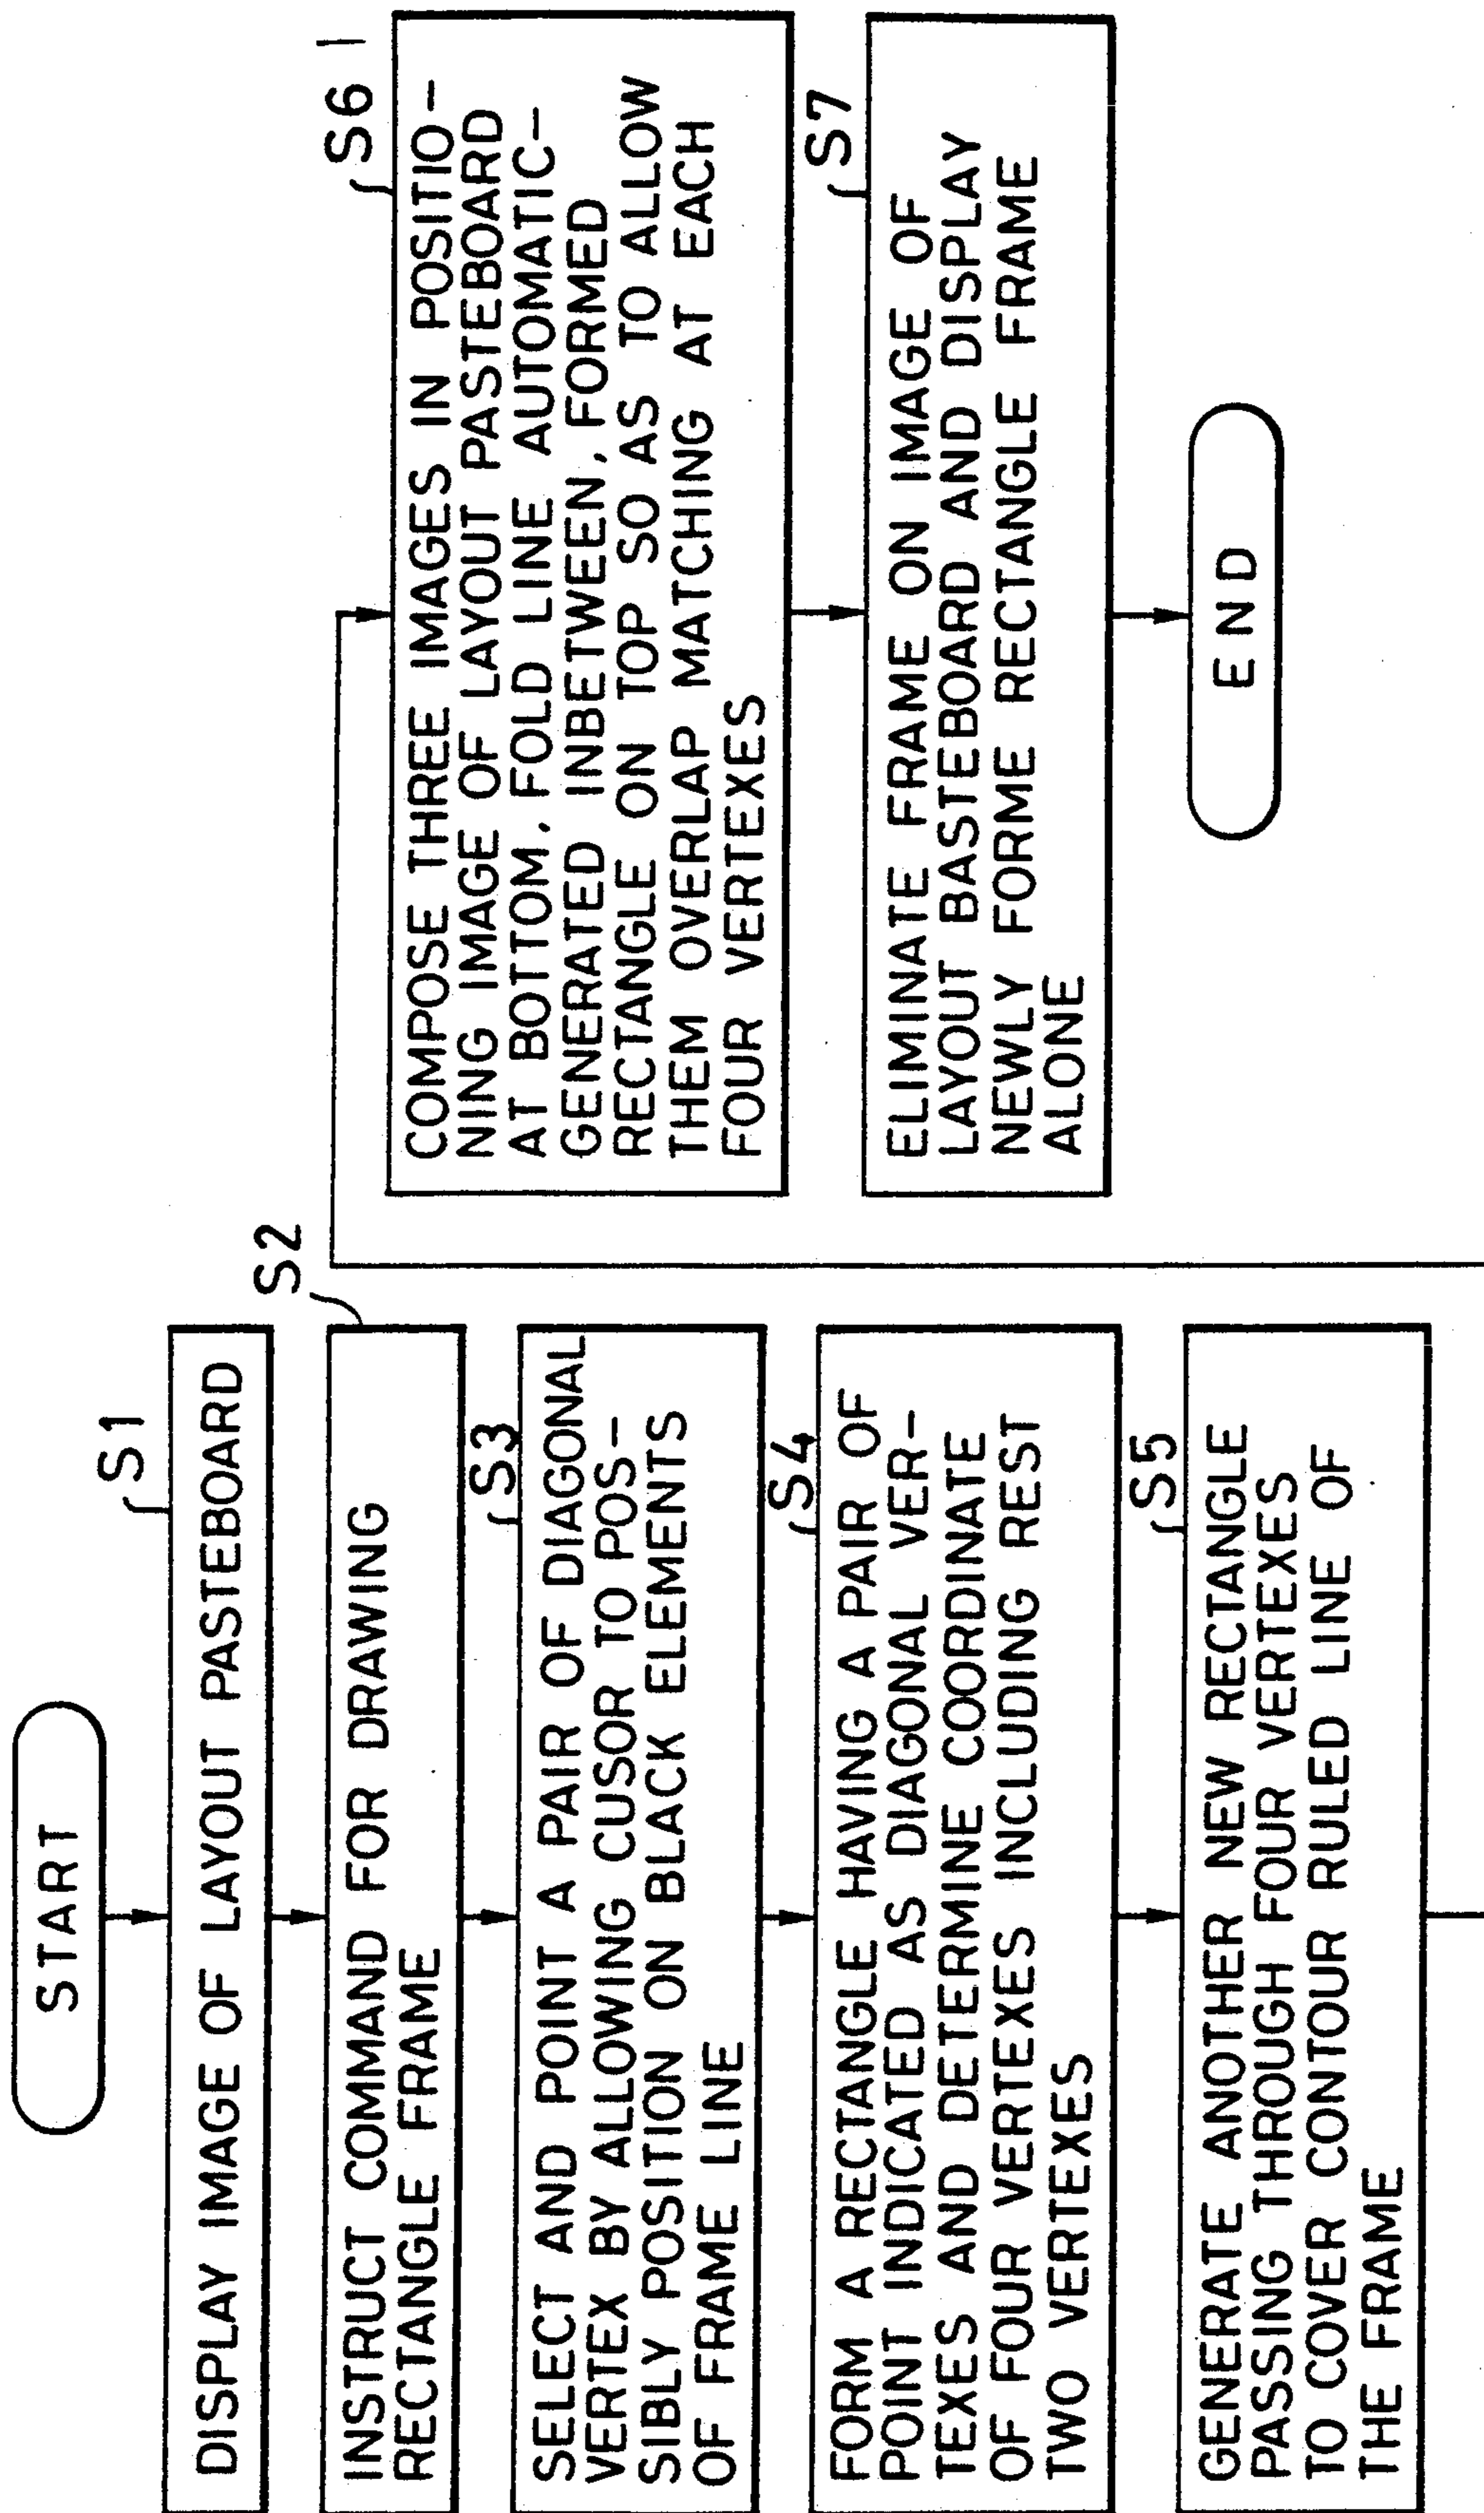 START
S1
DISPLAY IMAGE OF LAYOUT PASTEBOARD
S2
INSTRUCT COMMAND FOR DRAWING
RECTANGLE FRAME
S3
SELECT AND POINT A PAIR OF DIAGONAL
VERTEX BY ALLOWING CUSOR TO POS-
SIBLY POSITION ON BLACK ELEMENTS
OF FRAME LINE
S4
FORM A RECTANGLE HAVING A PAIR OF
POINT INDICATED AS DIAGONAL VER-
TEXES AND DETERMINE COORDINATE
OF FOUR VERTEXES INCLUDING REST
TWO VERTEXES
S5
GENERATE ANOTHER NEW RECTANGLE
PASSING THROUGH FOUR VERTEXES
TO COVER CONTOUR RULED LINE OF
THE FRAME
S6
COMPOSE THREE IMAGES IN POSITIO-
NING IMAGE OF LAYOUT PASTEBOARD
AT BOTTOM, FOLD LINE AUTOMATIC-
GENERATED INBETWEEN, FORMED
RECTANGLE ON TOP SO AS TO ALLOW
THEM OVERLAP MATCHING AT EACH
FOUR VERTEXES
S7
ELIMINATE FRAME ON IMAGE OF
LAYOUT BASTEBOARD AND DISPLAY
NEWLY FORME RECTANGLE FRAME
ALONE
END